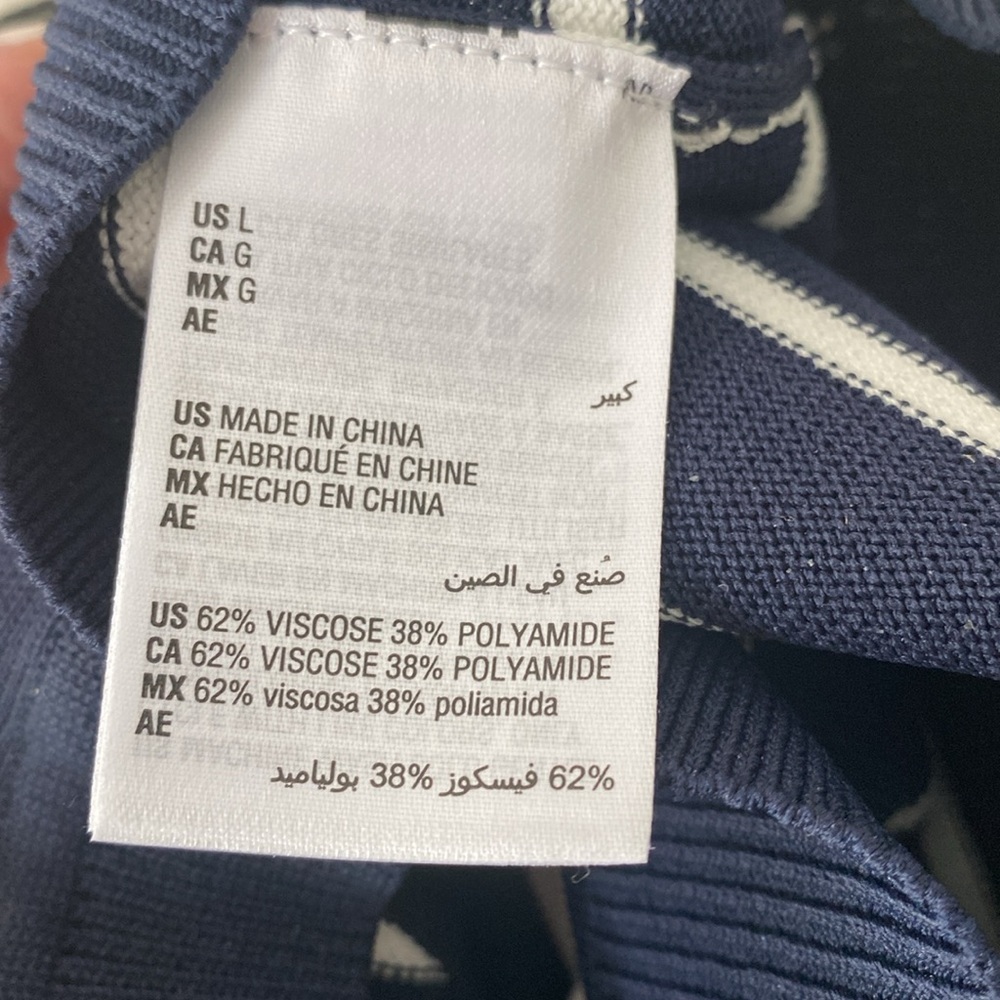 US L
CA G
MX G
AE
كبير
US MADE IN CHINA
CA FABRIQUÉ EN CHINE
MX HECHO EN CHINA
AE
صُنع في الصين
US 62% VISCOSE 38% POLYAMIDE
CA 62% VISCOSE 38% POLYAMIDE
MX 62% viscosa 38% poliamida
AE
62% فيسكوز 38% بولياميد